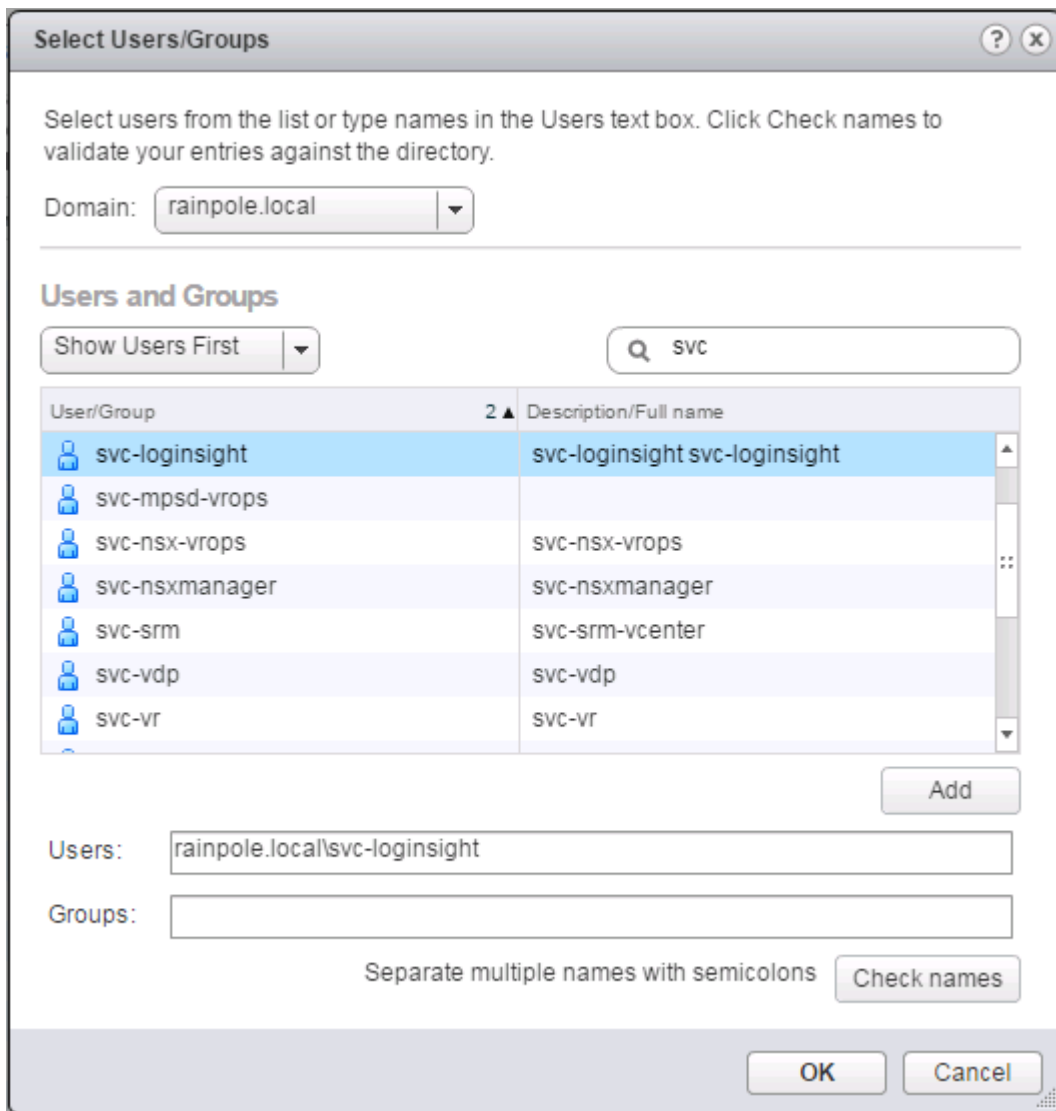 Select Users/Groups
Select users from the list or type names in the Users text box. Click Check names to
validate your entries against the directory.
Domain: rainpole.local
Users and Groups
Show Users First svc
User/Group 2 Description/Full name
svc-loginsight svc-loginsight svc-loginsight
svc-mpsd-vrops
svc-nsx-vrops svc-nsx-vrops
svc-nsxmanager svc-nsxmanager
svc-srm svc-srm-vcenter
svc-vdp svc-vdp
svc-vr svc-vr
Add
Users: rainpole.local\svc-loginsight
Groups:
Separate multiple names with semicolons Check names
OK Cancel